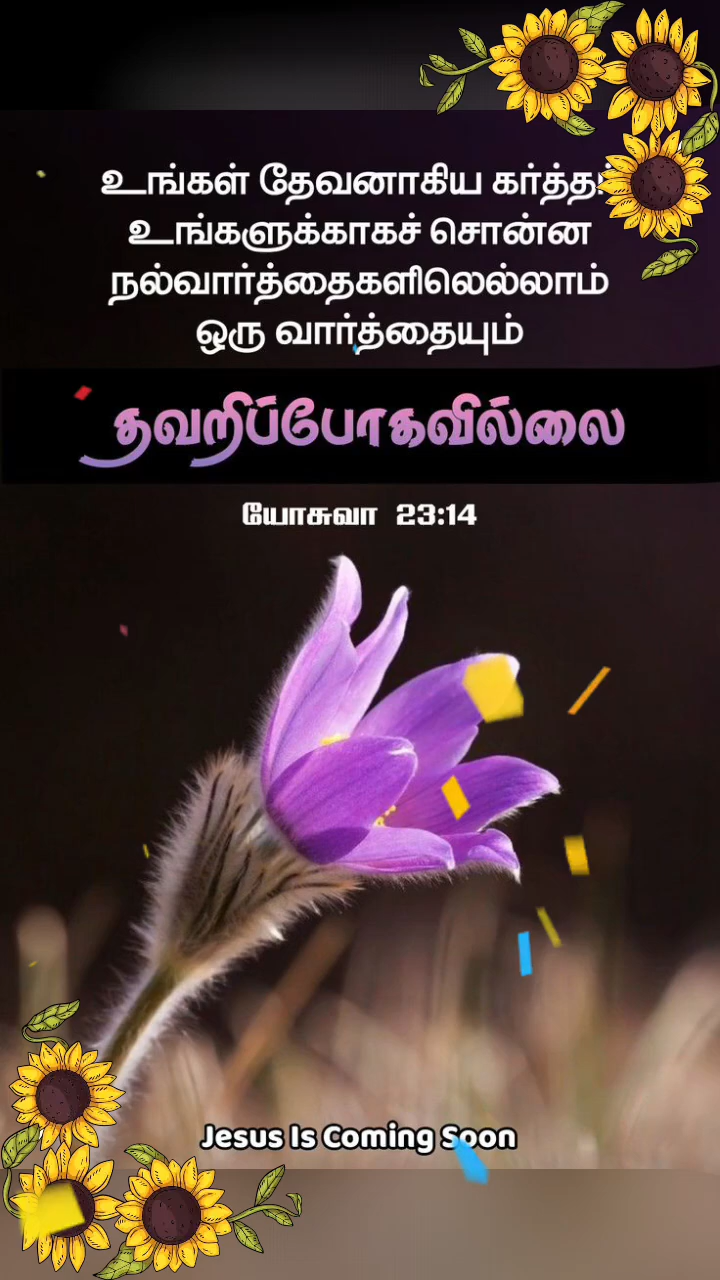 உங்கள் தேவனாகிய கர்த்தர்
உங்களுக்காகச் சொன்ன
நல்வார்த்தைகளிலெல்லாம்
ஒரு வார்த்தையும்
தவறிப்போகவில்லை
யோசுவா 23:14
Jesus Is Coming Soon